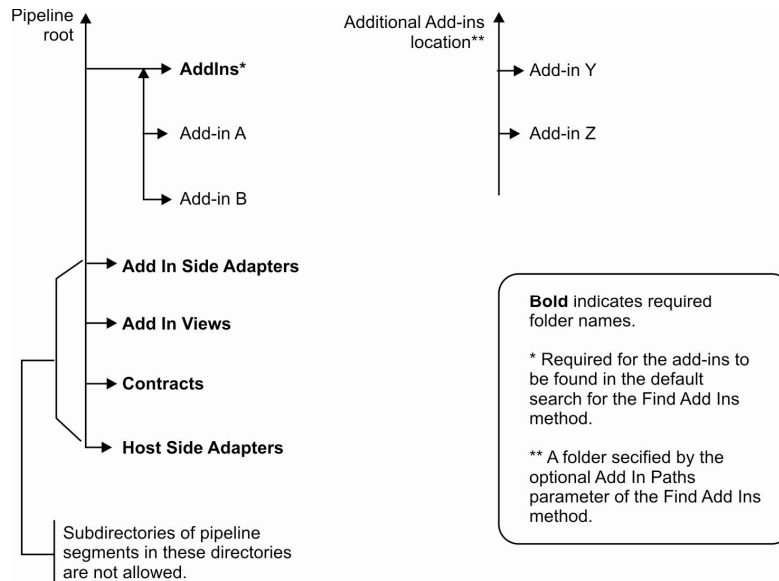 Pipeline
root
AddIns*
Add-in A
Add-in B
Add In Side Adapters
Add In Views
Contracts
Host Side Adapters
Subdirectories of pipeline
segments in these directories
are not allowed.
Additional Add-ins
location**
Add-in Y
Add-in Z
Bold indicates required
folder names.
* Required for the add-ins to
be found in the default
search for the Find Add Ins
method.
** A folder secified by the
optional Add In Paths
parameter of the Find Add Ins
method.